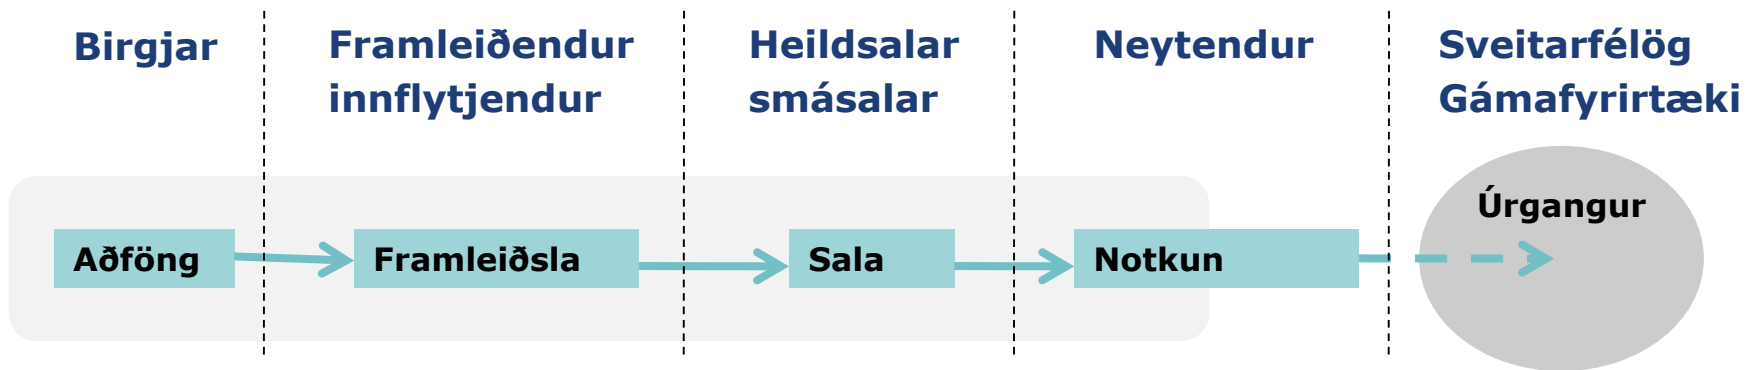 Birgjar
Framleiðendur
innflytjendur
Heildsalar
smásalar
Neytendur
Sveitarfélög
Gámafyrirtæki
Aðföng
Framleiðsla
Sala
Notkun
Úrgangur